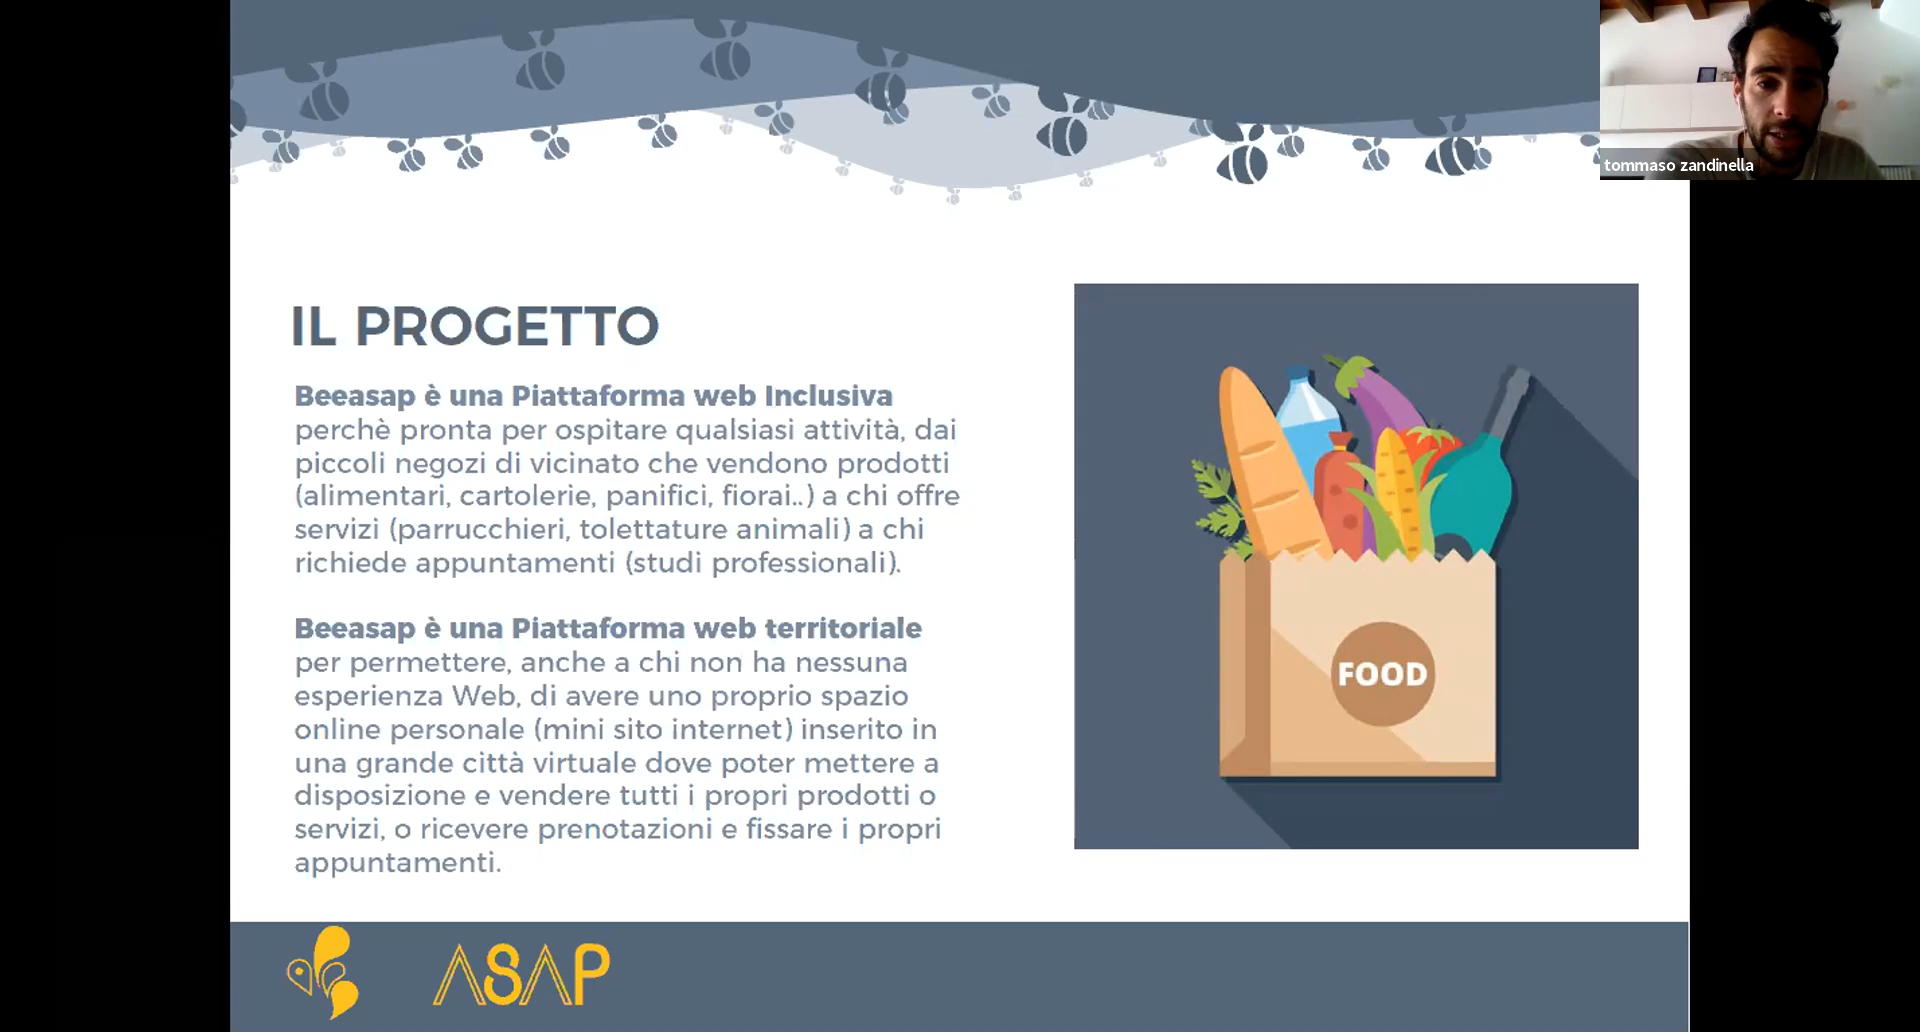 tommaso zandinella
IL PROGETTO
Beeasap è una Piattaforma web Inclusiva
perchè pronta per ospitare qualsiasi attività, dai
piccoli negozi di vicinato che vendono prodotti
(alimentari, cartolerie, panifici, fiorai..) a chi offre
servizi (parrucchieri, tolettature animali) a chi
richiede appuntamenti (studi professionali).
Beeasap è una Piattaforma web territoriale
per permettere, anche a chi non ha nessuna
esperienza Web, di avere uno proprio spazio
online personale (mini sito internet) inserito in
una grande città virtuale dove poter mettere a
disposizione e vendere tutti i propri prodotti o
servizi, o ricevere prenotazioni e fissare i propri
appuntamenti.
FOOD
ASAP